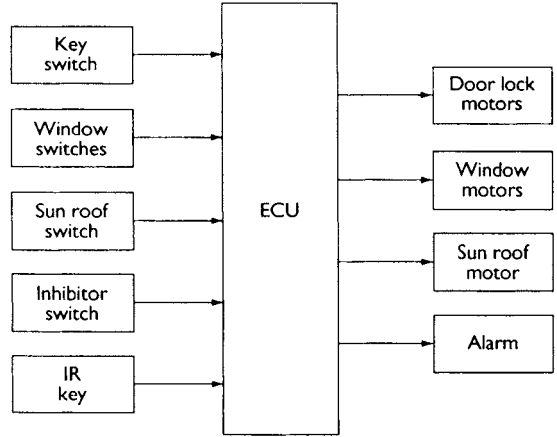 Key
switch
Window
switches
Sun roof
switch
Inhibitor
switch
IR
key
ECU
Door lock
motors
Window
motors
Sun roof
motor
Alarm